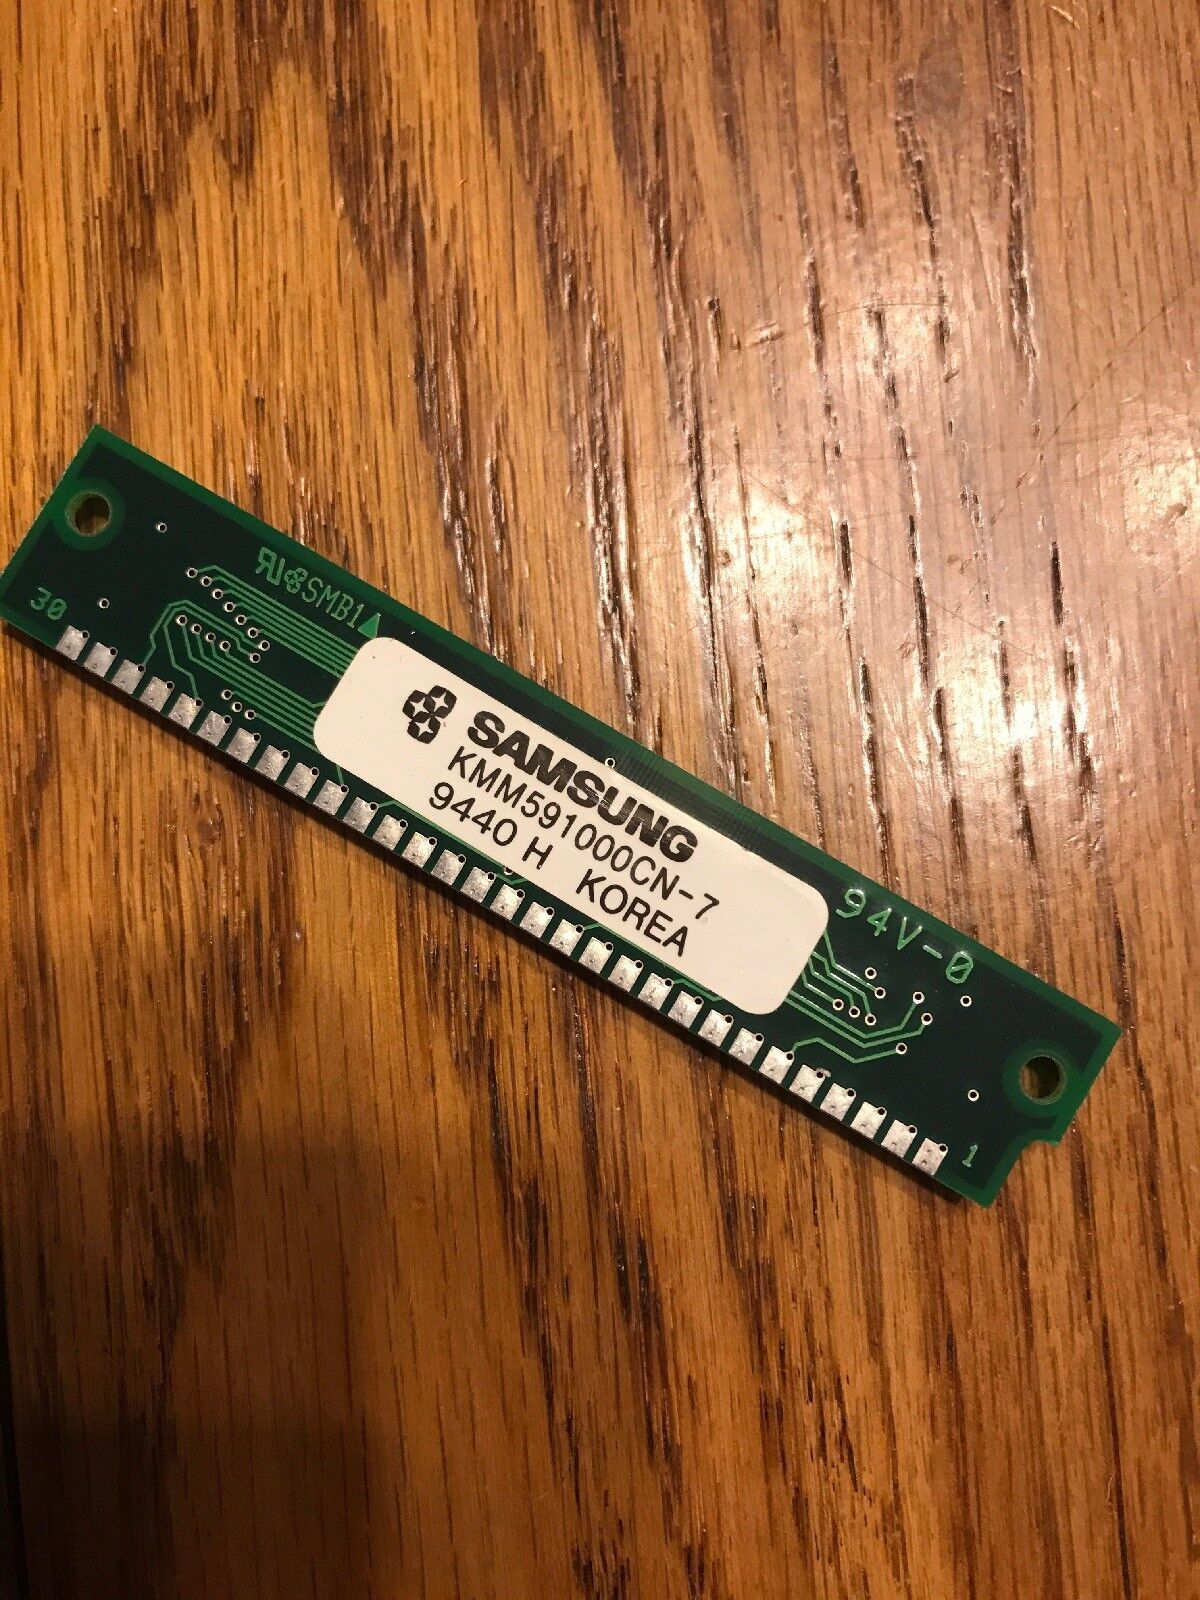 SMB1
30
SAMSUNG
KMM591000CN-7
9440 H KOREA
94V-0
1